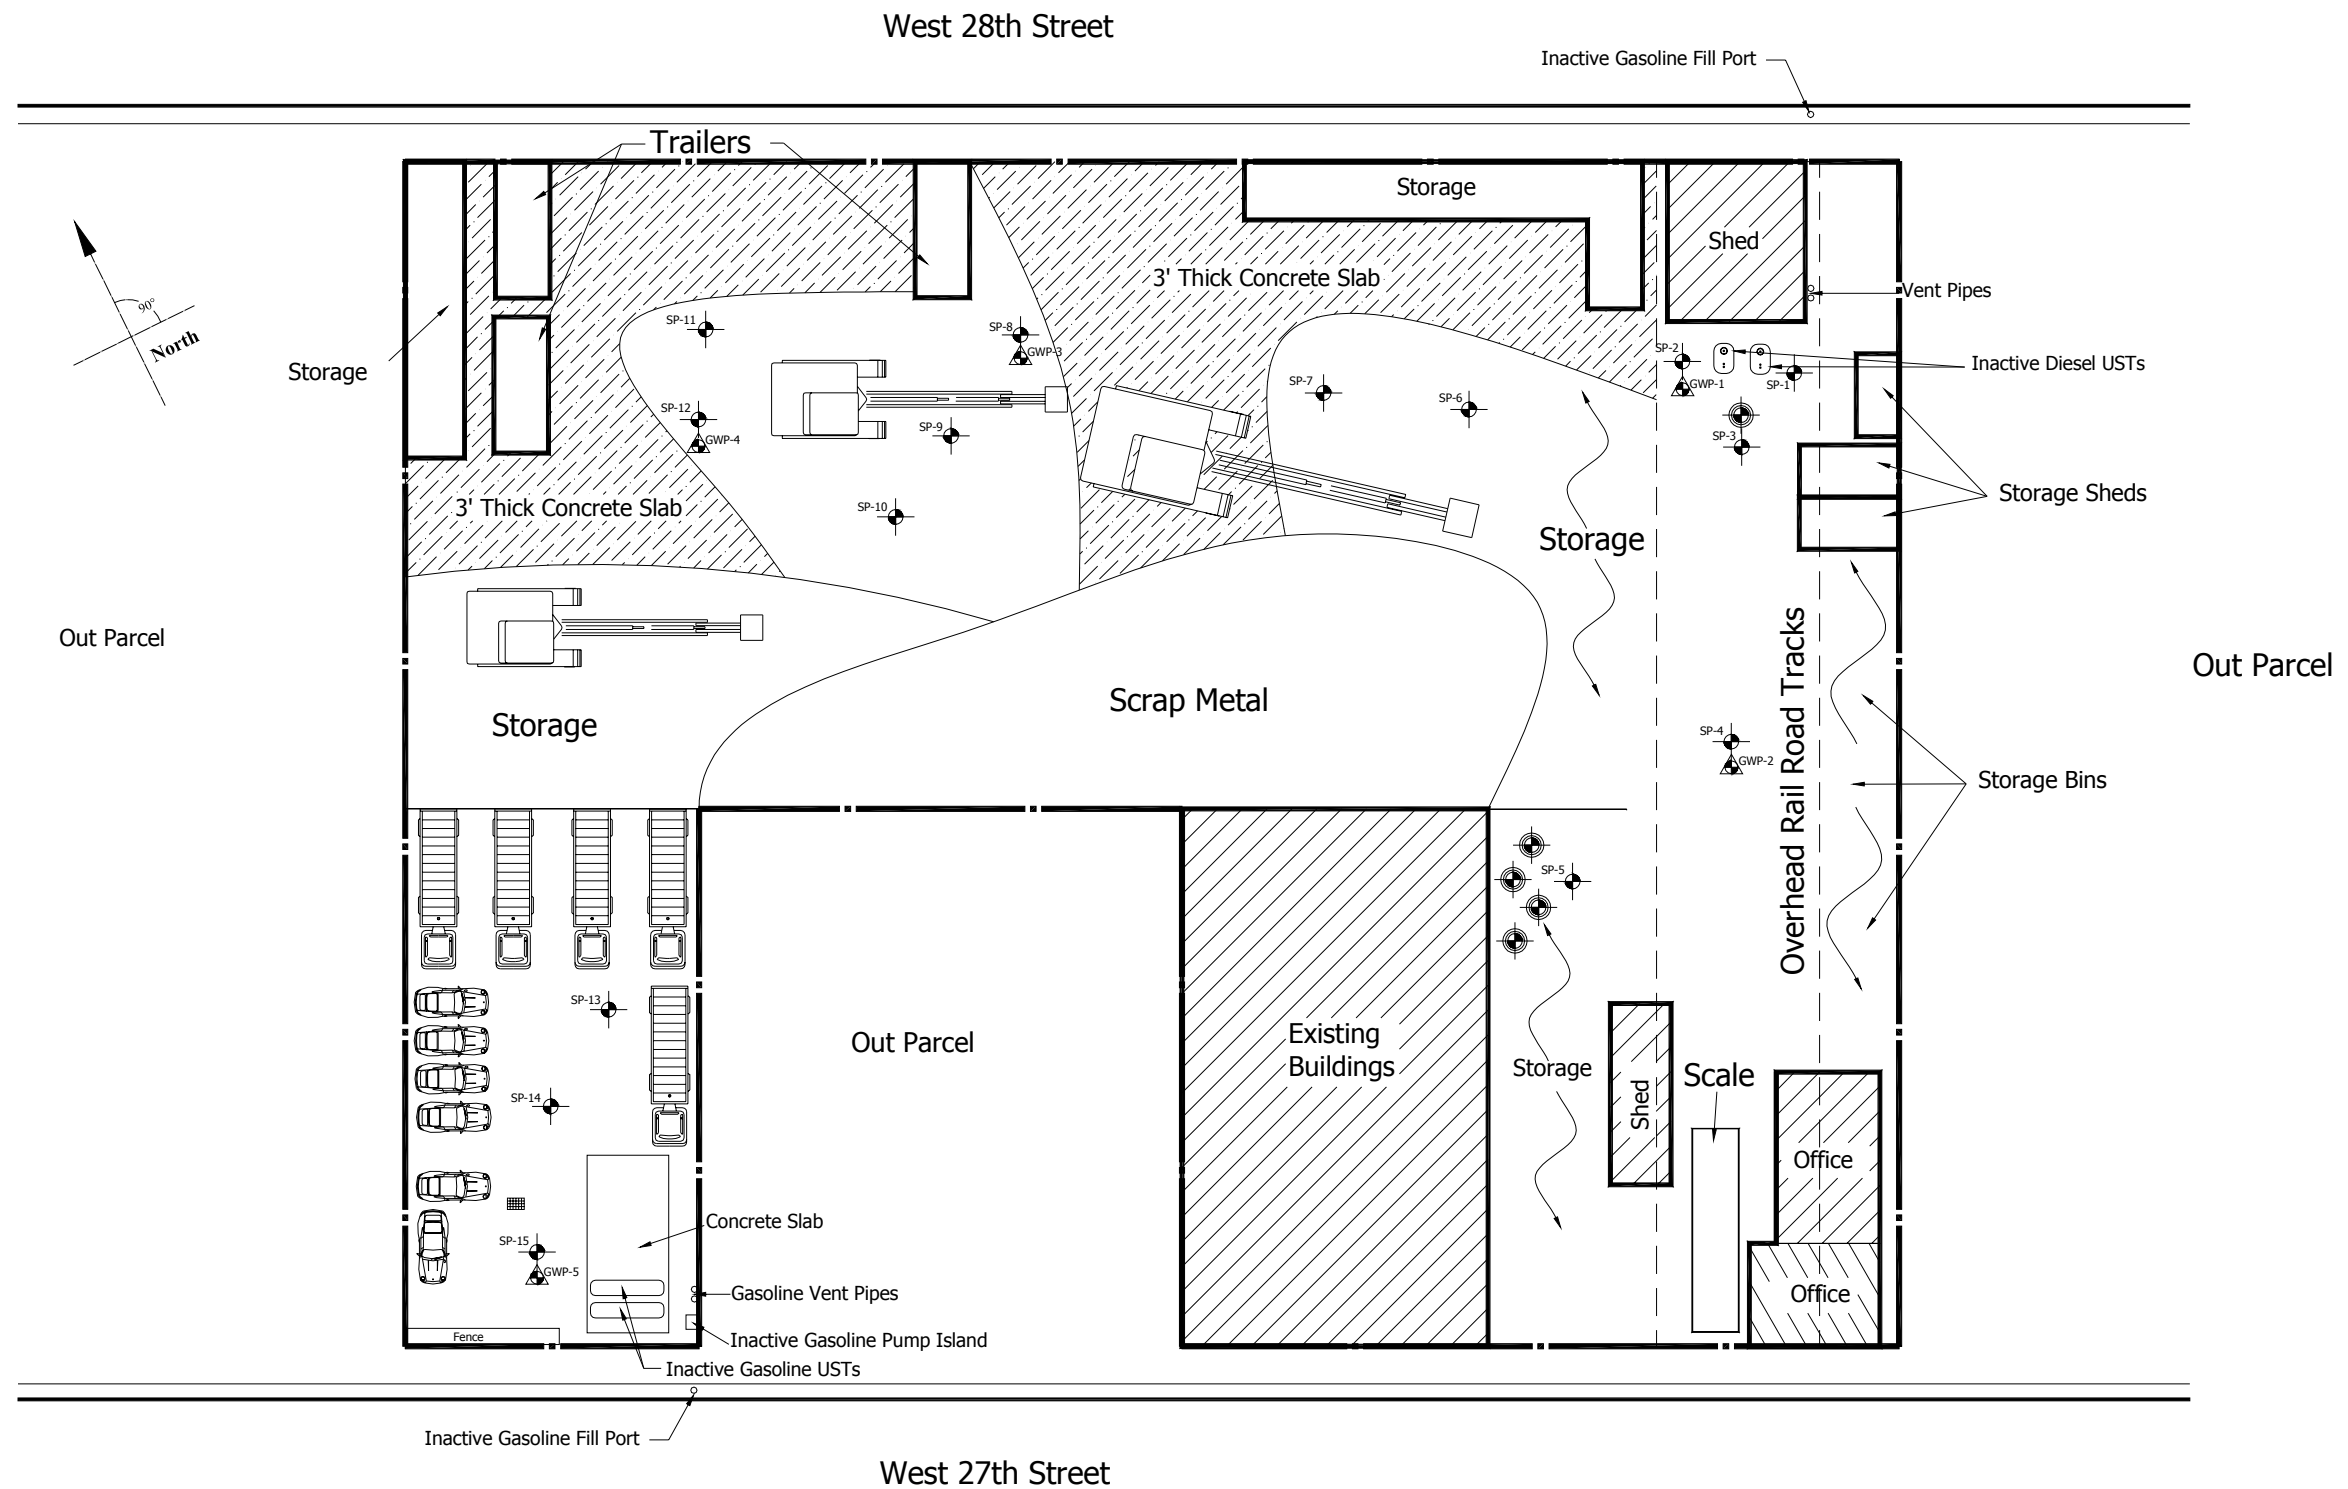 West 28th Street
Inactive Gasoline Fill Port
Trailers
Storage
Shed
3' Thick Concrete Slab
Vent Pipes
90°
North
SP-11
SP-8
GWP-3
SP-2
GWP-1
SP-1
Inactive Diesel USTs
Storage
SP-7
SP-6
SP-12
GWP-4
SP-9
SP-3
Storage Sheds
3' Thick Concrete Slab
SP-10
Storage
Out Parcel
Overhead Rail Road Tracks
Out Parcel
Scrap Metal
Storage
SP-4
GWP-2
Storage Bins
SP-5
SP-13
Out Parcel
Existing
Buildings
Storage
Shed
Scale
SP-14
Office
Concrete Slab
SP-15
GWP-5
Gasoline Vent Pipes
Office
Fence
Inactive Gasoline Pump Island
Inactive Gasoline USTs
Inactive Gasoline Fill Port
West 27th Street